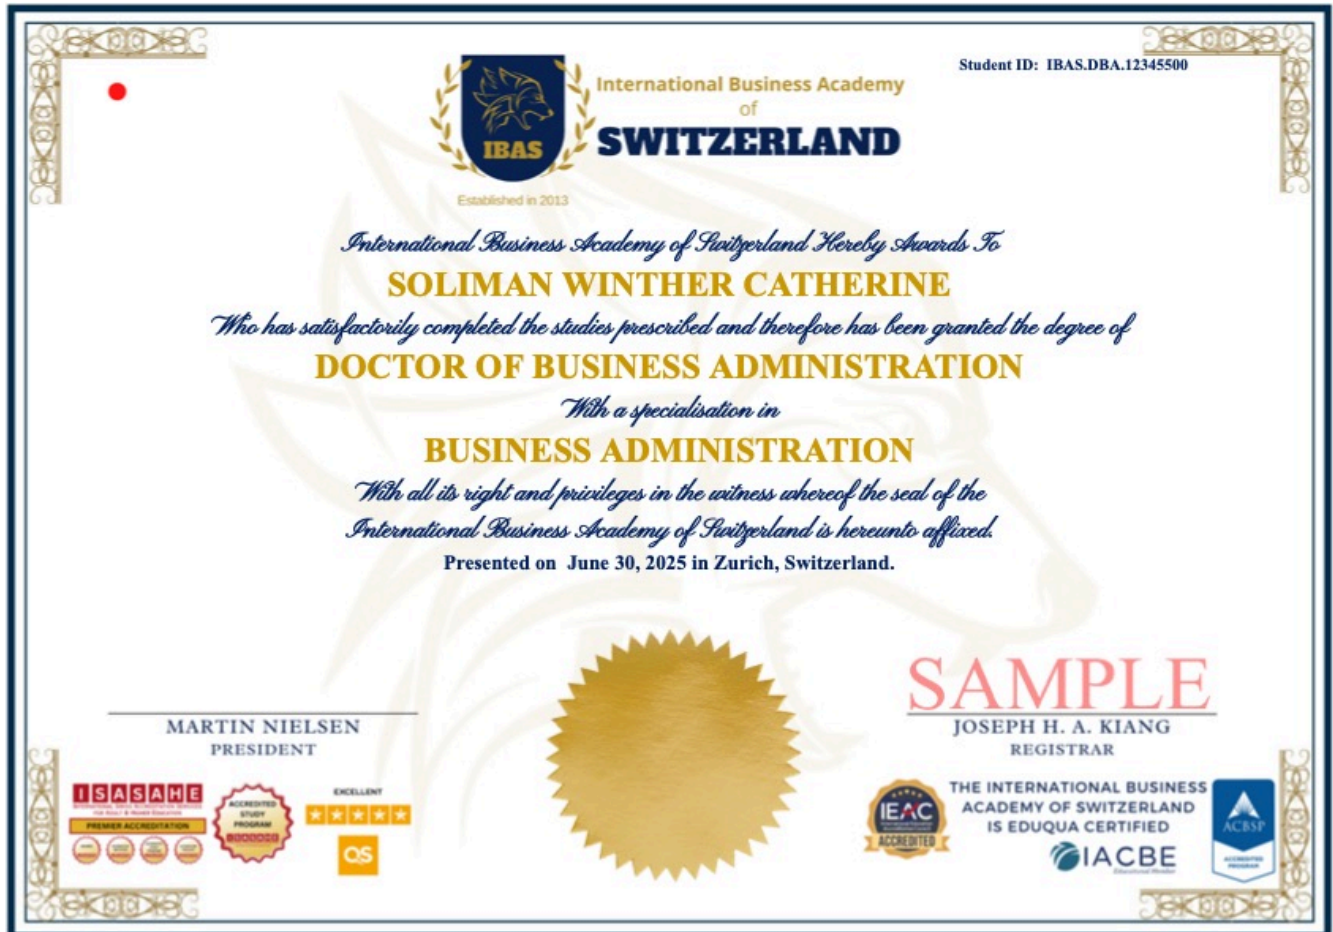 Student ID: IBAS.DBA.12345500
International Business Academy
of
SWITZERLAND
IBAS
Established in 2013
International Business Academy of Switzerland Hereby Awards To
SOLIMAN WINTHER CATHERINE
Who has satisfactorily completed the studies prescribed and therefore has been granted the degree of
DOCTOR OF BUSINESS ADMINISTRATION
With a specialisation in
BUSINESS ADMINISTRATION
With all its right and privileges in the witness whereof the seal of the
International Business Academy of Switzerland is hereunto affixed.
Presented on June 30, 2025 in Zurich, Switzerland.
SAMPLE
MARTIN NIELSEN
PRESIDENT
JOSEPH H. A. KIANG
REGISTRAR
ISASAHE
PREMIER ACCREDITATION
ACCREDITED
STUDY
PROGRAM
EXCELLENT
QS
IEAC
ACCREDITED
THE INTERNATIONAL BUSINESS
ACADEMY OF SWITZERLAND
IS EDUQUA CERTIFIED
IACBE
Educational Member
ACBSP
ACCREDITED
PROGRAM